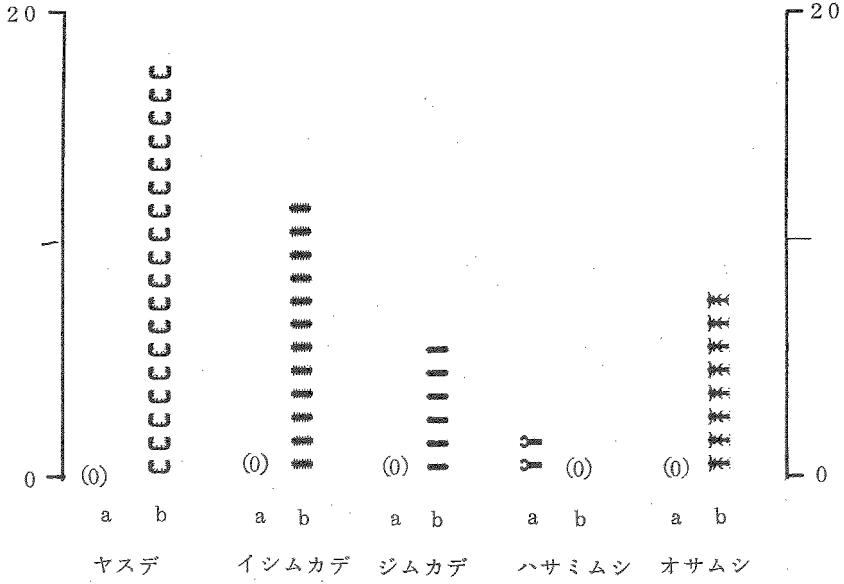 20 20
(0) (0) (0) (0) (0)
0 0
a b a b a b a b a b
ヤスデ イシムカデ ジムカデ ハサミムシ オサムシ